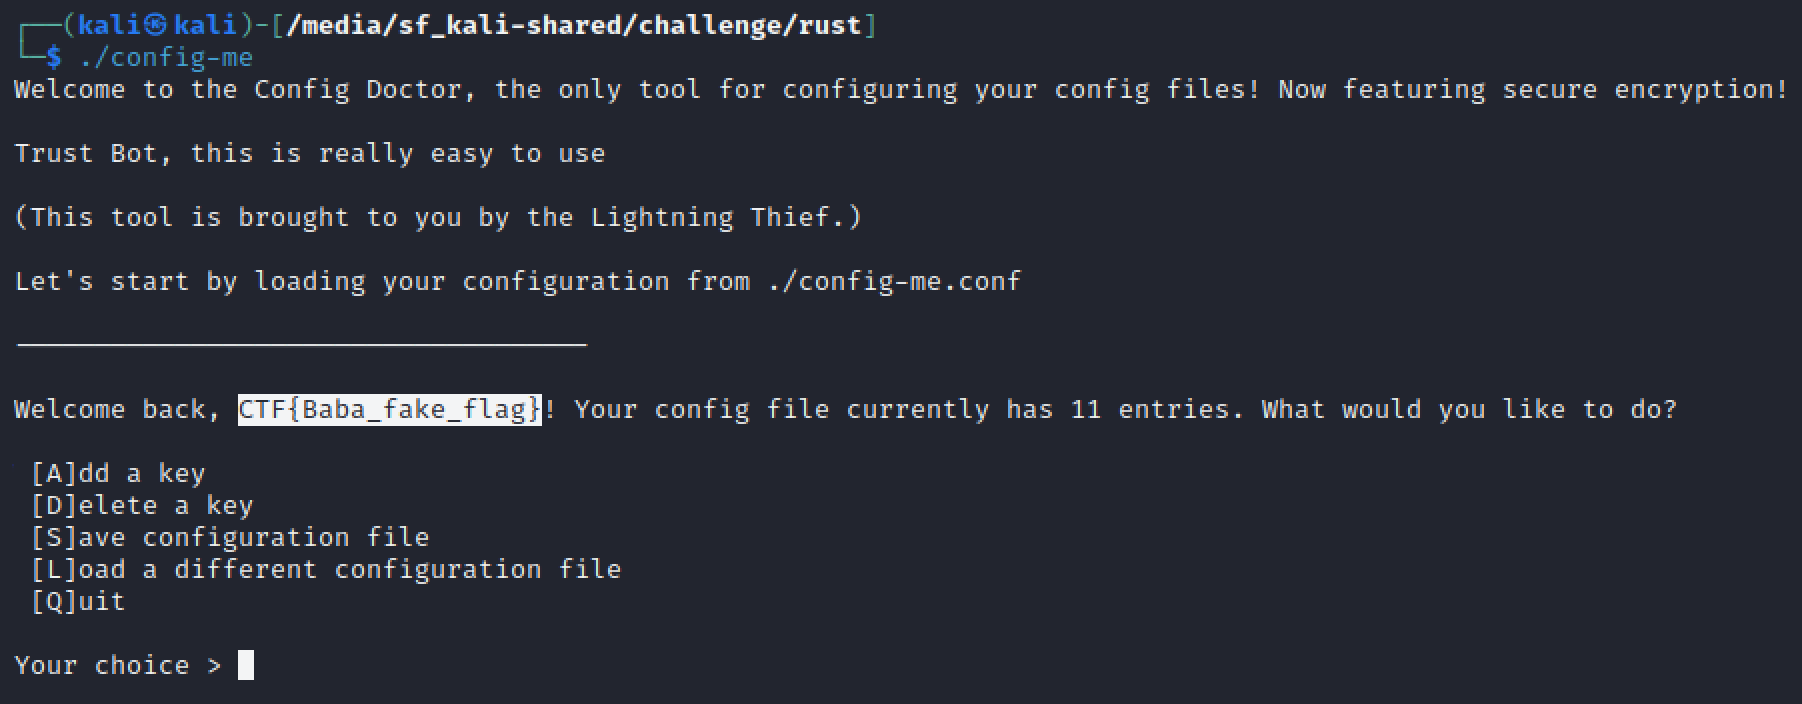 ┌──(kali㉿kali)-[/media/sf_kali-shared/challenge/rust]
└─$ ./config-me
Welcome to the Config Doctor, the only tool for configuring your config files! Now featuring secure encryption!
Trust Bot, this is really easy to use
(This tool is brought to you by the Lightning Thief.)
Let's start by loading your configuration from ./config-me.conf
Welcome back, CTF{Baba_fake_flag}! Your config file currently has 11 entries. What would you like to do?
[A]dd a key
[D]elete a key
[S]ave configuration file
[L]oad a different configuration file
[Q]uit
Your choice >